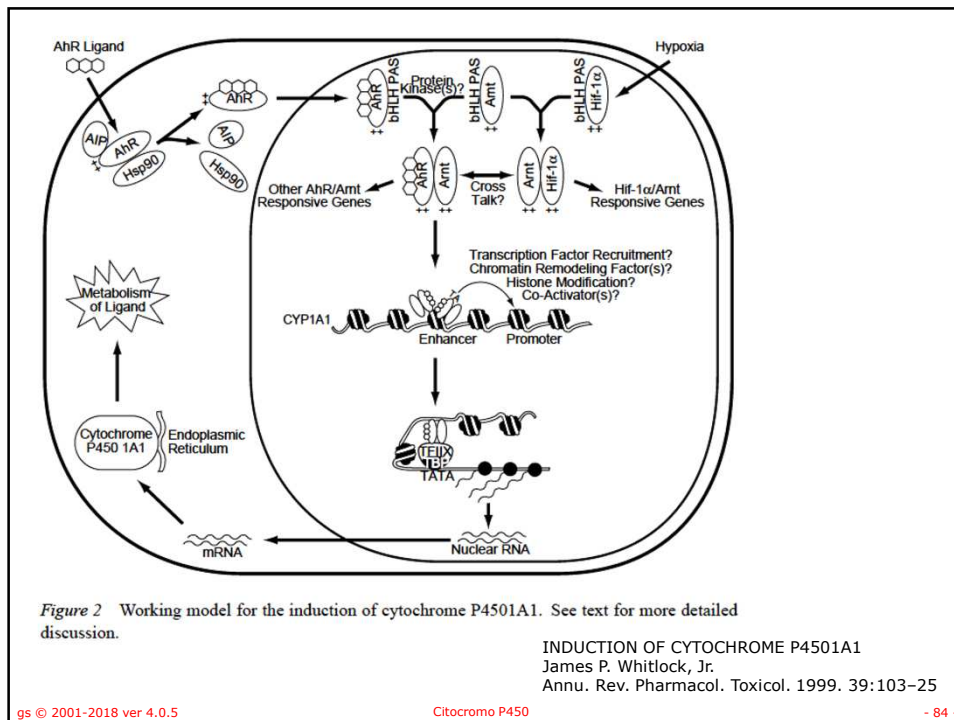 AhR Ligand
Hypoxia
AhR
AIP
AhR
Hsp90
++
++
AIP
Hsp90
AhR
bHLH PAS
++
Protein
Kinase(s)?
bHLH PAS
Arnt
++
bHLH PAS
Hif-1α
++
AhR
Arnt
++ ++
Cross
Talk?
Arnt
Hif-1α
++ ++
Other AhR/Arnt
Responsive Genes
Hif-1α/Arnt
Responsive Genes
Transcription Factor Recruitment?
Chromatin Remodeling Factor(s)?
Histone Modification?
Co-Activator(s)?
TA
CYP1A1
Enhancer
Promoter
Metabolism
of Ligand
Cytochrome
P450 1A1
Endoplasmic
Reticulum
TBP
TATA
mRNA
Nuclear RNA
Figure 2 Working model for the induction of cytochrome P4501A1. See text for more detailed
discussion.
INDUCTION OF CYTOCHROME P4501A1
James P. Whitlock, Jr.
Annu. Rev. Pharmacol. Toxicol. 1999. 39:103–25
gs © 2001-2018 ver 4.0.5
Citocromo P450
- 84 -